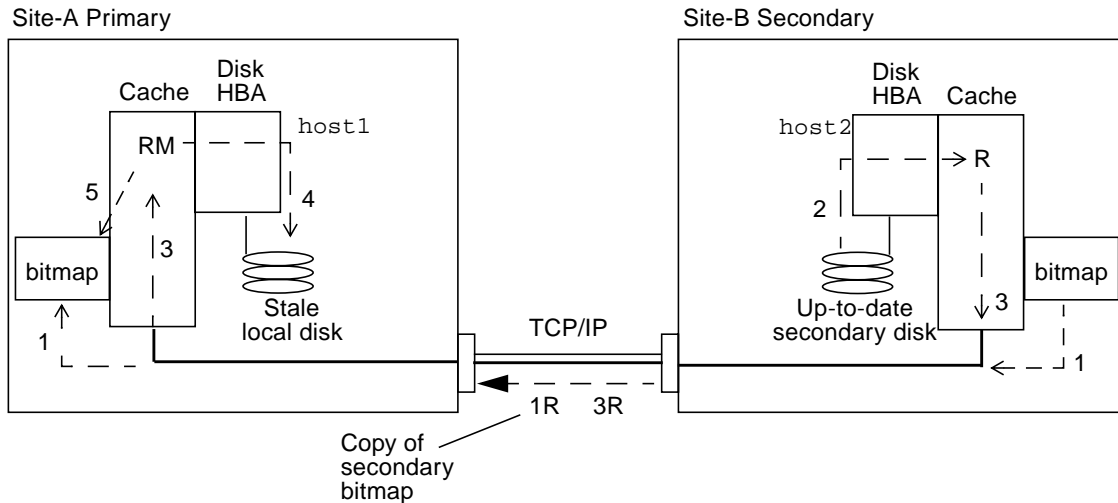 Site-A Primary
Site-B Secondary
Disk
HBA
Cache
host1
RM
5
4
3
bitmap
Stale
local disk
1
Disk
HBA
Cache
host2
R
2
bitmap
3
Up-to-date
secondary disk
1
TCP/IP
1R 3R
Copy of
secondary
bitmap